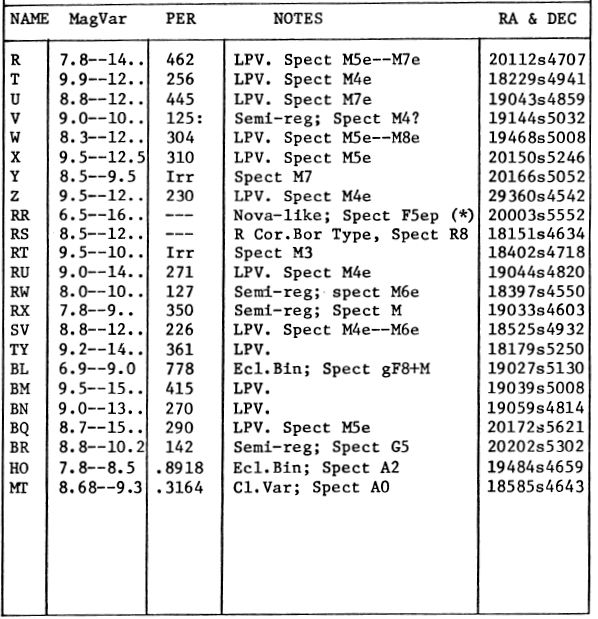 NAME MagVar PER NOTES RA & DEC
R 7.8--14.. 462 LPV. Spect M5e--M7e 20112s4707
T 9.9--12.. 256 LPV. Spect M4e 18229s4941
U 8.8--12.. 445 LPV. Spect M7e 19043s4859
V 9.0--10.. 125: Semi-reg; Spect M4? 19144s5032
W 8.3--12.. 304 LPV. Spect M5e--M8e 19468s5008
X 9.5--12.5 310 LPV. Spect M5e 20150s5246
Y 8.5--9.5 Irr Spect M7 20166s5052
Z 9.5--12.. 230 LPV. Spect M4e 29360s4542
RR 6.5--16.. --- Nova-like; Spect F5ep (*) 20003s5552
RS 8.5--12.. --- R Cor.Bor Type, Spect R8 18151s4634
RT 9.5--10.. Irr Spect M3 18402s4718
RU 9.0--14.. 271 LPV. Spect M4e 19044s4820
RW 8.0--10.. 127 Semi-reg; spect M6e 18397s4550
RX 7.8--9.. 350 Semi-reg; Spect M 19033s4603
SV 8.8--12.. 226 LPV. Spect M4e--M6e 18525s4932
TY 9.2--14.. 361 LPV. 18179s5250
BL 6.9--9.0 778 Ecl.Bin; Spect gF8+M 19027s5130
BM 9.5--15.. 415 LPV. 19039s5008
BN 9.0--13.. 270 LPV. 19059s4814
BQ 8.7--15.. 290 LPV. Spect M5e 20172s5621
BR 8.8--10.2 142 Semi-reg; Spect G5 20202s5302
HO 7.8--8.5 .8918 Ecl.Bin; Spect A2 19484s4659
MT 8.68--9.3 .3164 Cl.Var; Spect A0 18585s4643